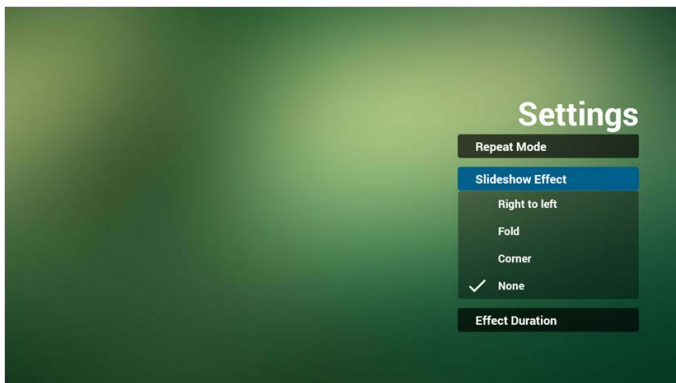 Settings
Repeat Mode
Slideshow Effect
Right to left
Fold
Corner
None
Effect Duration